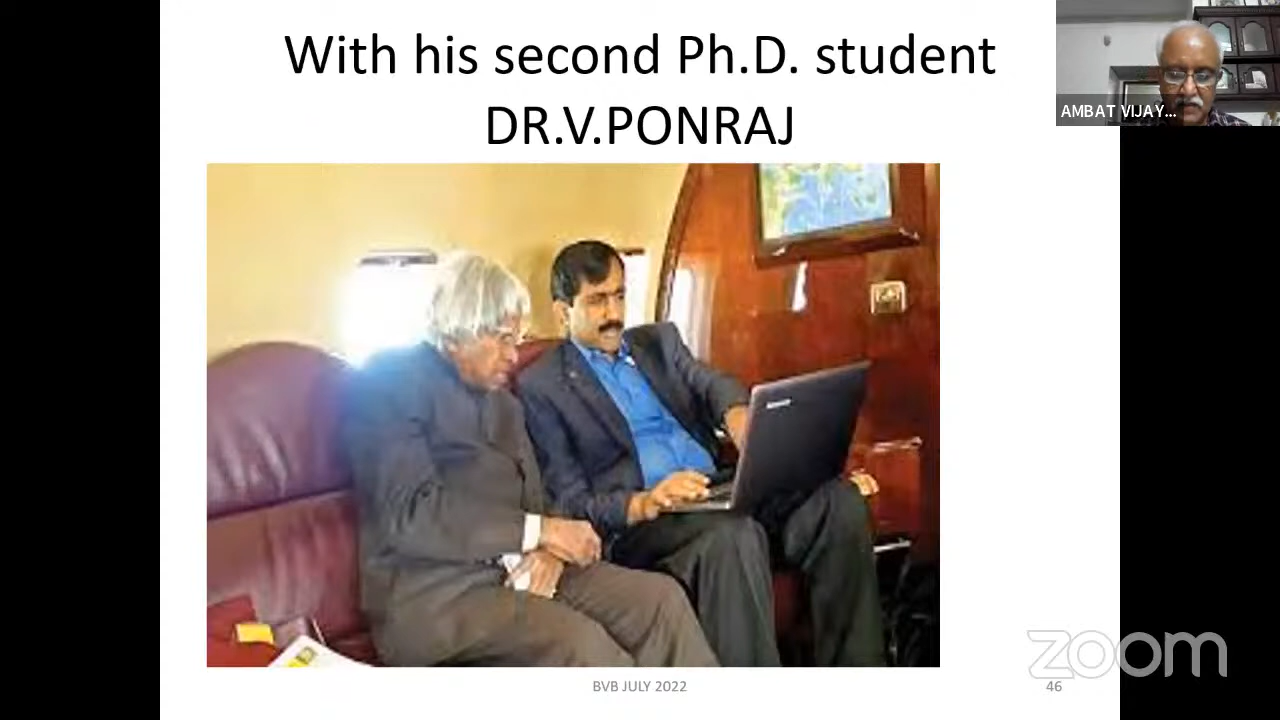 With his second Ph.D. student
DR.V.PONRAJ
AMBAT VIJAY...
zoom
BVB JULY 2022
46